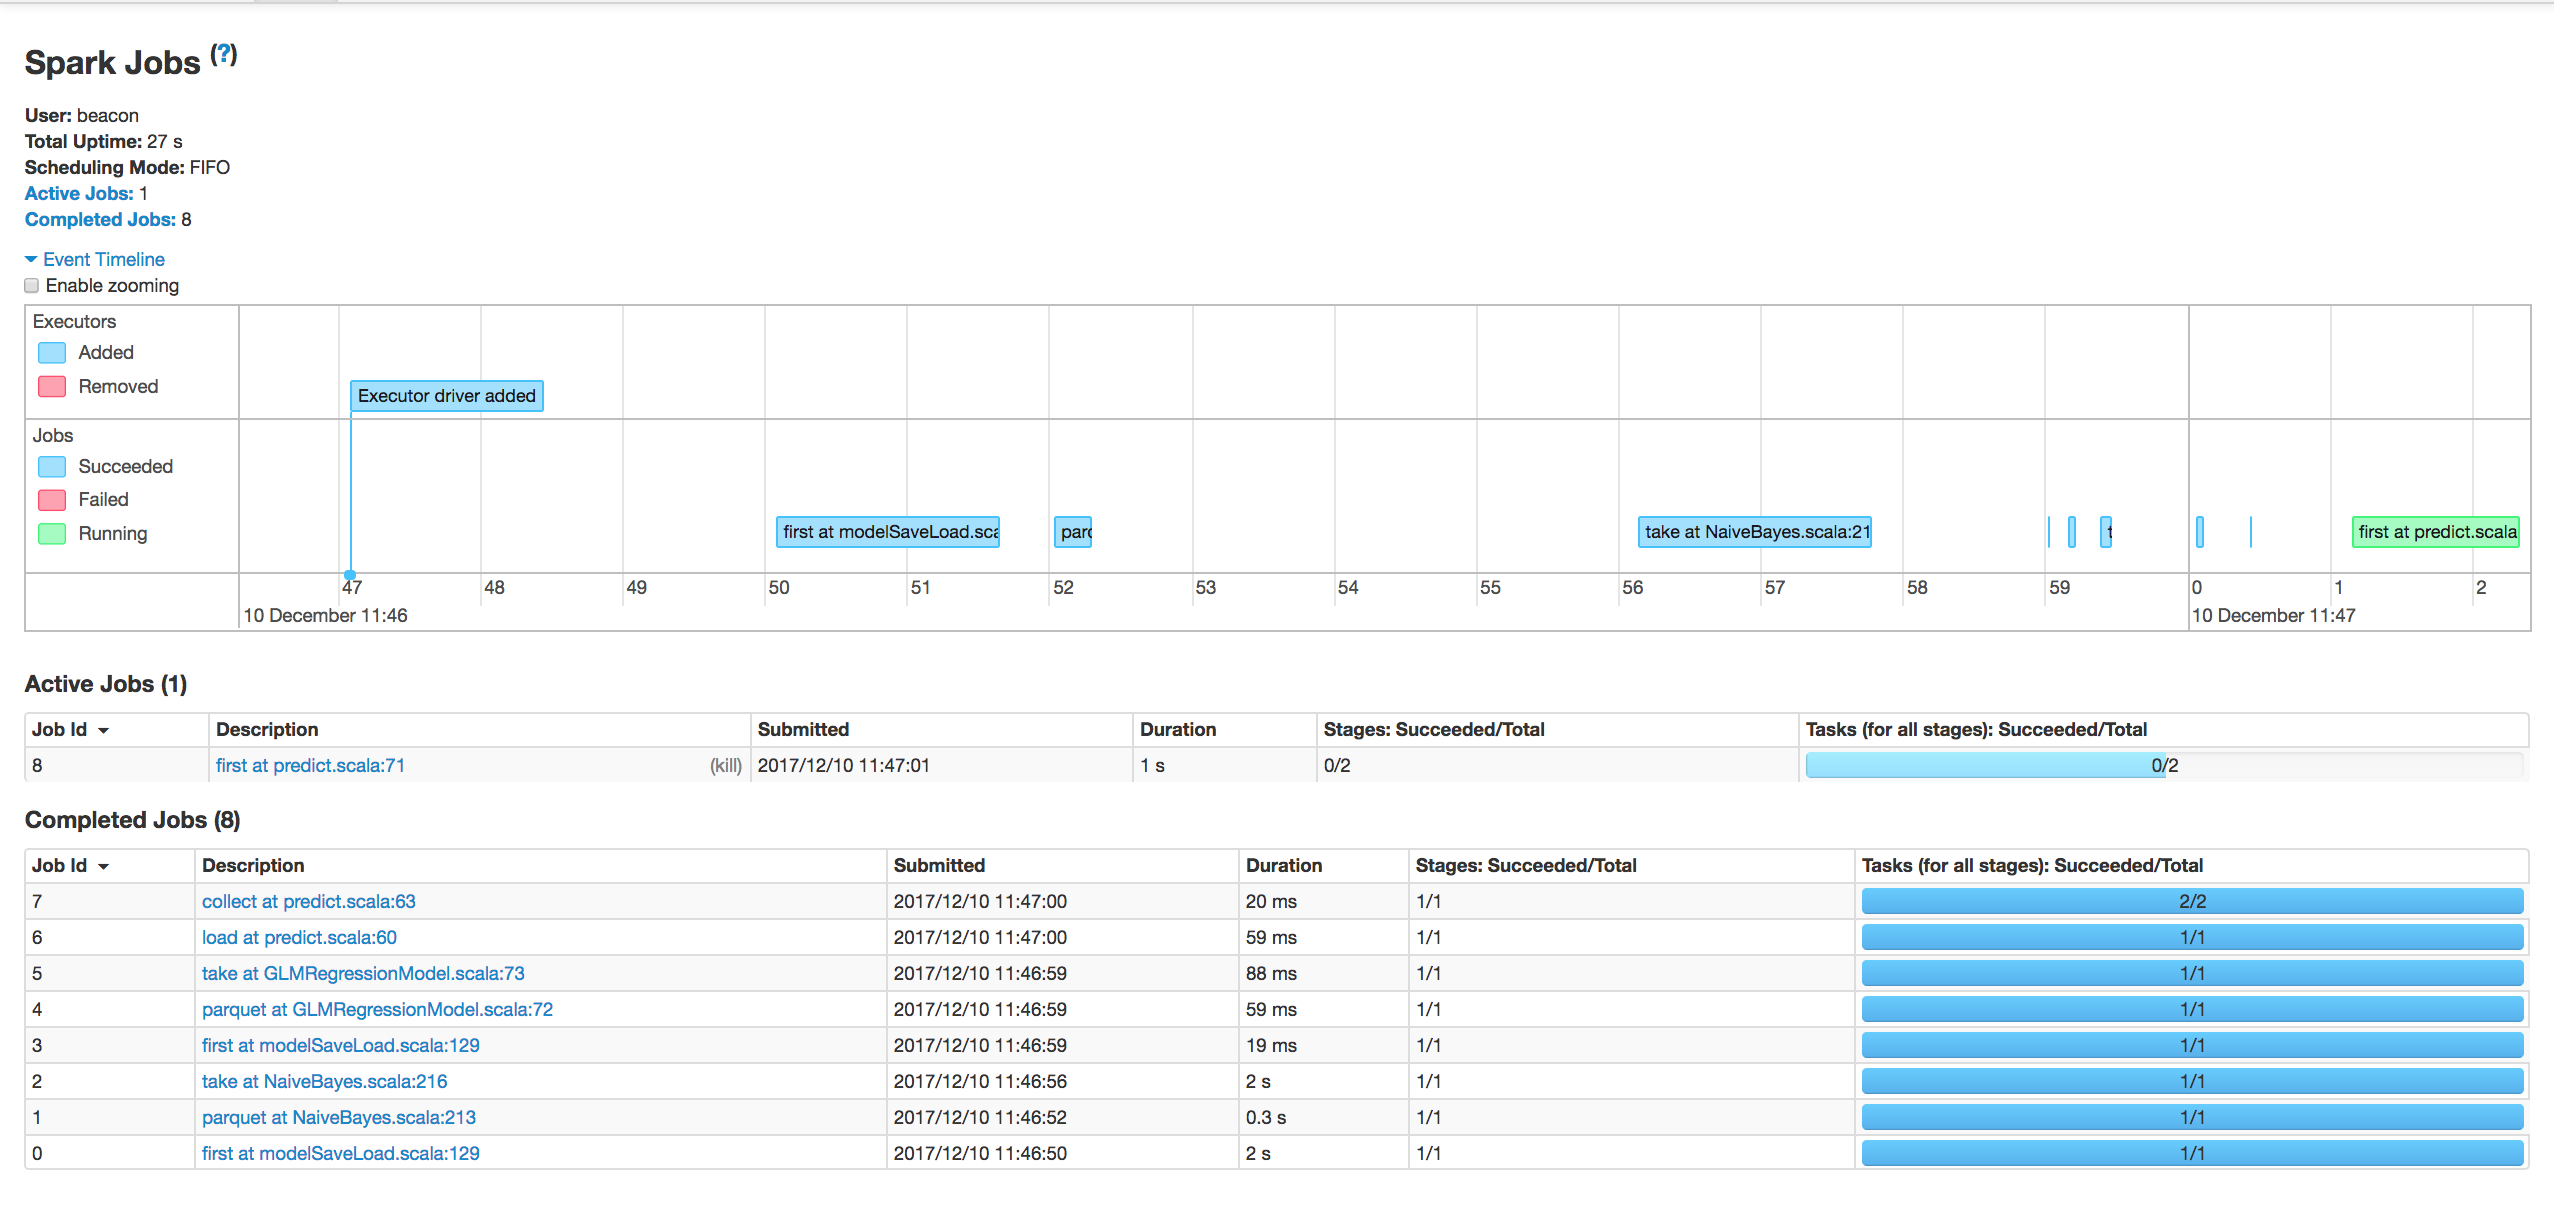 Spark Jobs (?)
User: beacon
Total Uptime: 27 s
Scheduling Mode: FIFO
Active Jobs: 1
Completed Jobs: 8
Event Timeline
Enable zooming
Executors
Added
Removed
Executor driver added
Jobs
Succeeded
Failed
Running
first at modelSaveLoad.sca
parc
take at NaiveBayes.scala:21
t
first at predict.scala
47 48 49 50 51 52 53 54 55 56 57 58 59 0 1 2
10 December 11:46 10 December 11:47
Active Jobs (1)
Job Id Description Submitted Duration Stages: Succeeded/Total Tasks (for all stages): Succeeded/Total
8 first at predict.scala:71 (kill) 2017/12/10 11:47:01 1 s 0/2 0/2
Completed Jobs (8)
Job Id Description Submitted Duration Stages: Succeeded/Total Tasks (for all stages): Succeeded/Total
7 collect at predict.scala:63 2017/12/10 11:47:00 20 ms 1/1 2/2
6 load at predict.scala:60 2017/12/10 11:47:00 59 ms 1/1 1/1
5 take at GLMRegressionModel.scala:73 2017/12/10 11:46:59 88 ms 1/1 1/1
4 parquet at GLMRegressionModel.scala:72 2017/12/10 11:46:59 59 ms 1/1 1/1
3 first at modelSaveLoad.scala:129 2017/12/10 11:46:59 19 ms 1/1 1/1
2 take at NaiveBayes.scala:216 2017/12/10 11:46:56 2 s 1/1 1/1
1 parquet at NaiveBayes.scala:213 2017/12/10 11:46:52 0.3 s 1/1 1/1
0 first at modelSaveLoad.scala:129 2017/12/10 11:46:50 2 s 1/1 1/1